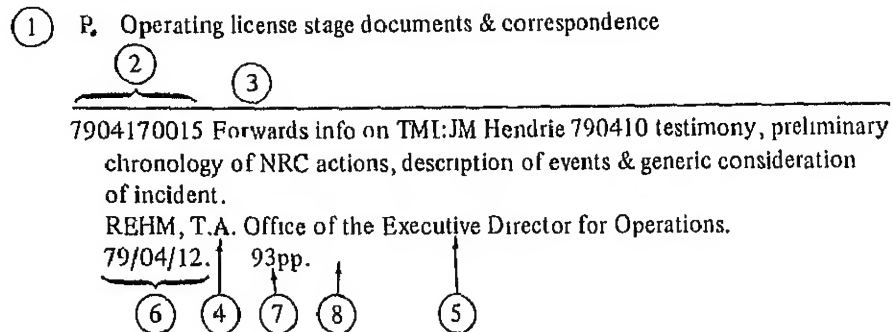 1 P. Operating license stage documents & correspondence
2 3
7904170015 Forwards info on TMI:JM Hendrie 790410 testimony, preliminary
chronology of NRC actions, description of events & generic consideration
of incident.
REHM, T.A. Office of the Executive Director for Operations.
79/04/12. 93pp.
6 4 7 8 5